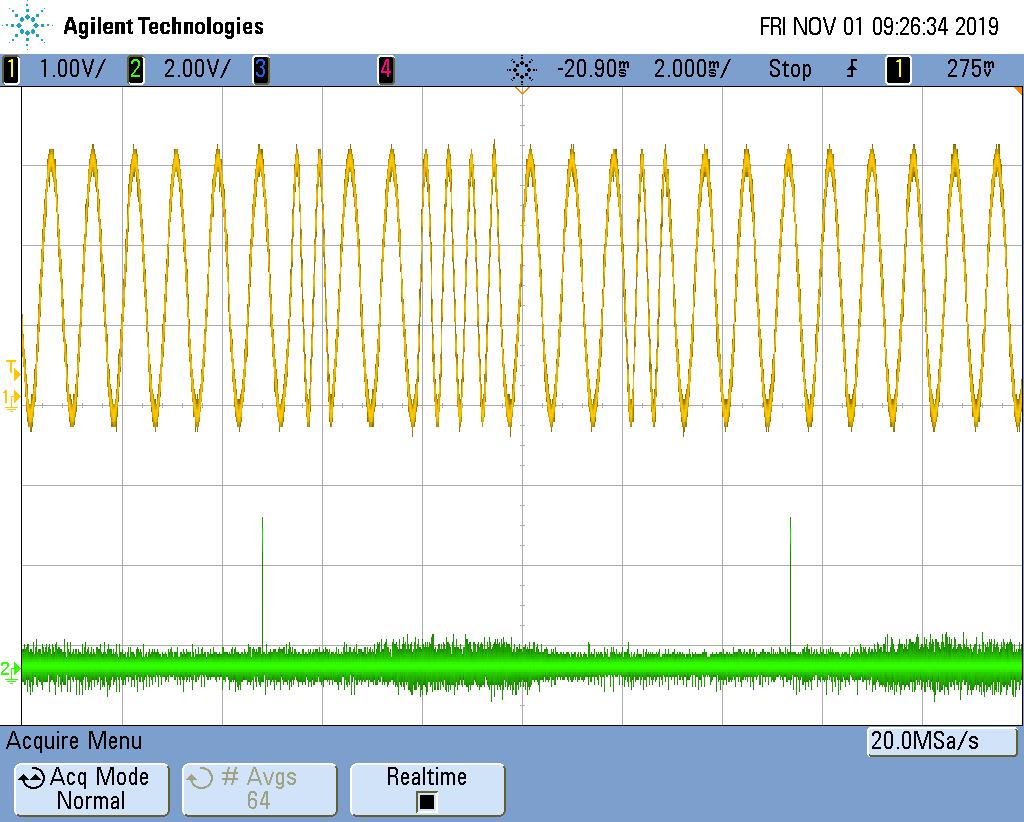 Agilent Technologies FRI NOV 01 09:26:34 2019
1 1.00V/ 2 2.00V/ 3 4 -20.90ms 2.000ms/ Stop 1 275mV
T
1
2
Acquire Menu 20.0MSa/s
Acq Mode # Avgs Realtime
Normal 64